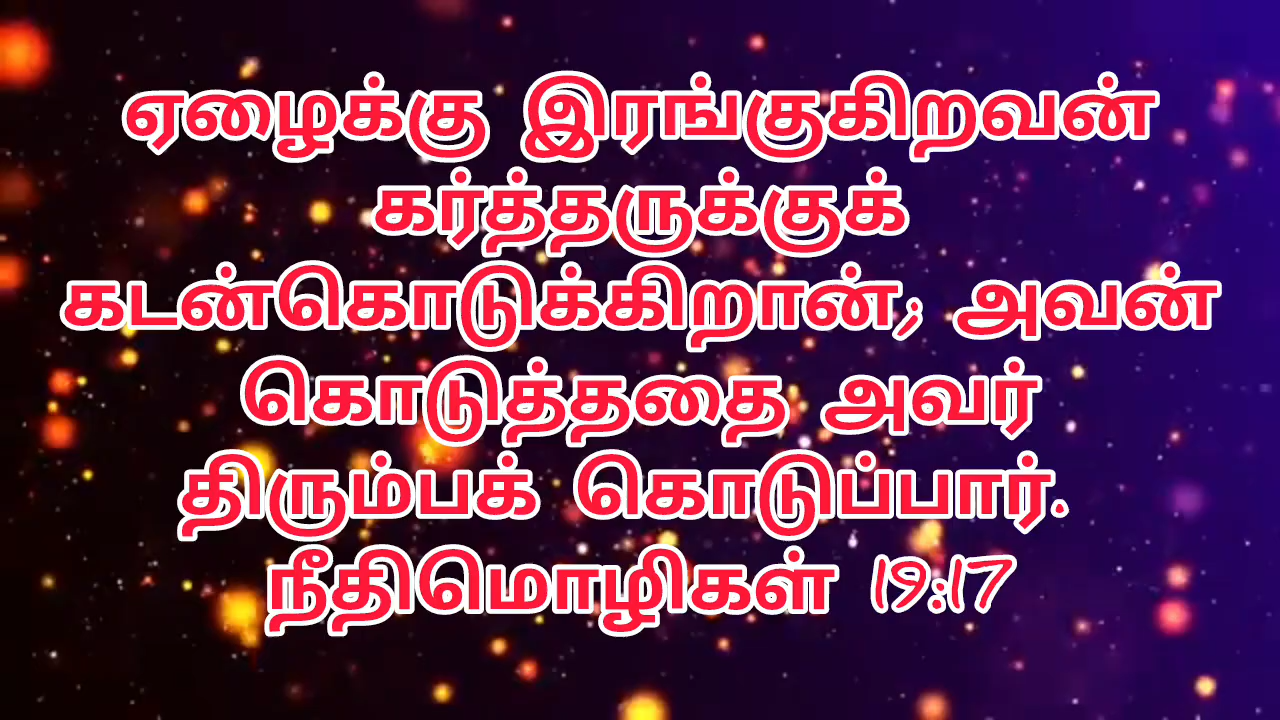 ஏழைக்கு இரங்குகிறவன்
கர்த்தருக்குக்
கடன்கொடுக்கிறான்; அவன்
கொடுத்ததை அவர்
திரும்பக் கொடுப்பார்.
நீதிமொழிகள் 19:17